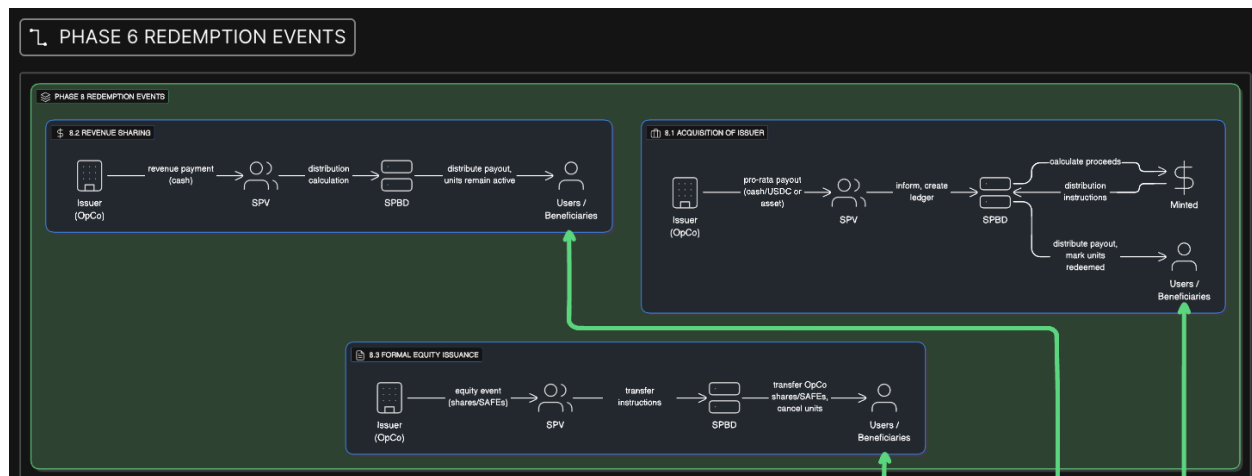 PHASE 6 REDEMPTION EVENTS
PHASE 8 REDEMPTION EVENTS
8.2 REVENUE SHARING
Issuer
(OpCo)
revenue payment
(cash)
SPV
distribution
calculation
SPBD
distribute payout,
units remain active
Users /
Beneficiaries
8.1 ACQUISITION OF ISSUER
Issuer
(OpCo)
pro-rata payout
(cash/USDC or
asset)
SPV
inform, create
ledger
SPBD
calculate proceeds
distribution
instructions
Minted
distribute payout,
mark units
redeemed
Users /
Beneficiaries
8.3 FORMAL EQUITY ISSUANCE
Issuer
(OpCo)
equity event
(shares/SAFEs)
SPV
transfer
instructions
SPBD
transfer OpCo
shares/SAFEs,
cancel units
Users /
Beneficiaries